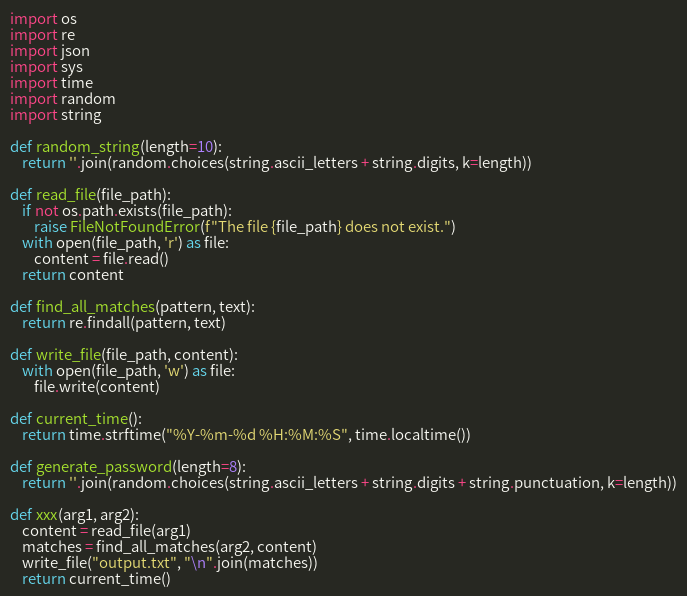 import os
import re
import json
import sys
import time
import random
import string

def random_string(length=10):
    return ''.join(random.choices(string.ascii_letters + string.digits, k=length))

def read_file(file_path):
    if not os.path.exists(file_path):
        raise FileNotFoundError(f"The file {file_path} does not exist.")
    with open(file_path, 'r') as file:
        content = file.read()
    return content

def find_all_matches(pattern, text):
    return re.findall(pattern, text)

def write_file(file_path, content):
    with open(file_path, 'w') as file:
        file.write(content)

def current_time():
    return time.strftime("%Y-%m-%d %H:%M:%S", time.localtime())

def generate_password(length=8):
    return ''.join(random.choices(string.ascii_letters + string.digits + string.punctuation, k=length))

def xxx(arg1, arg2):
    content = read_file(arg1)
    matches = find_all_matches(arg2, content)
    write_file("output.txt", "\n".join(matches))
    return current_time()